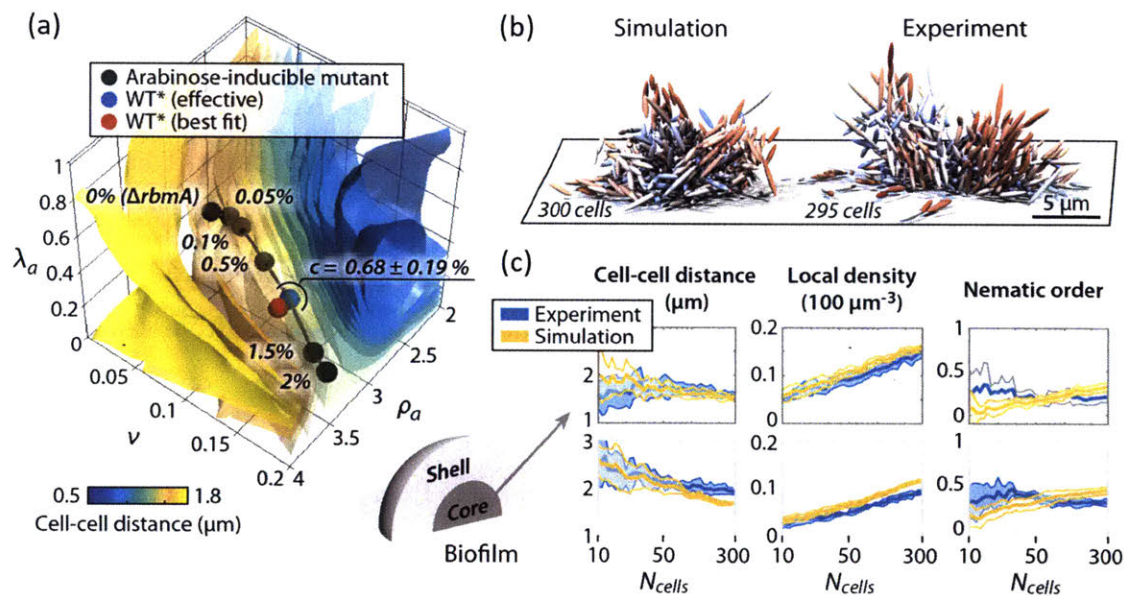 (a)
Arabinose-inducible mutant
WT* (effective)
WT* (best fit)
1
0.8
0.6
0.4
0.2
0
λa
0% (ΔrbmA)
0.05%
0.1%
0.5%
c = 0.68 ± 0.19 %
1.5%
2%
0.05
0.1
0.15
0.2
ν
2
2.5
3
3.5
4
ρa
0.5
1.8
Cell-cell distance (μm)
(b)
Simulation
Experiment
300 cells
295 cells
5 μm
(c)
Cell-cell distance
(μm)
Local density
(100 μm-3)
Nematic order
Experiment
Simulation
2
1
0.2
0.1
0
1
0.5
0
3
2
1
0.2
0.1
0
1
0.5
0
10
50
300
10
50
300
10
50
300
Ncells
Ncells
Ncells
Shell
Core
Biofilm